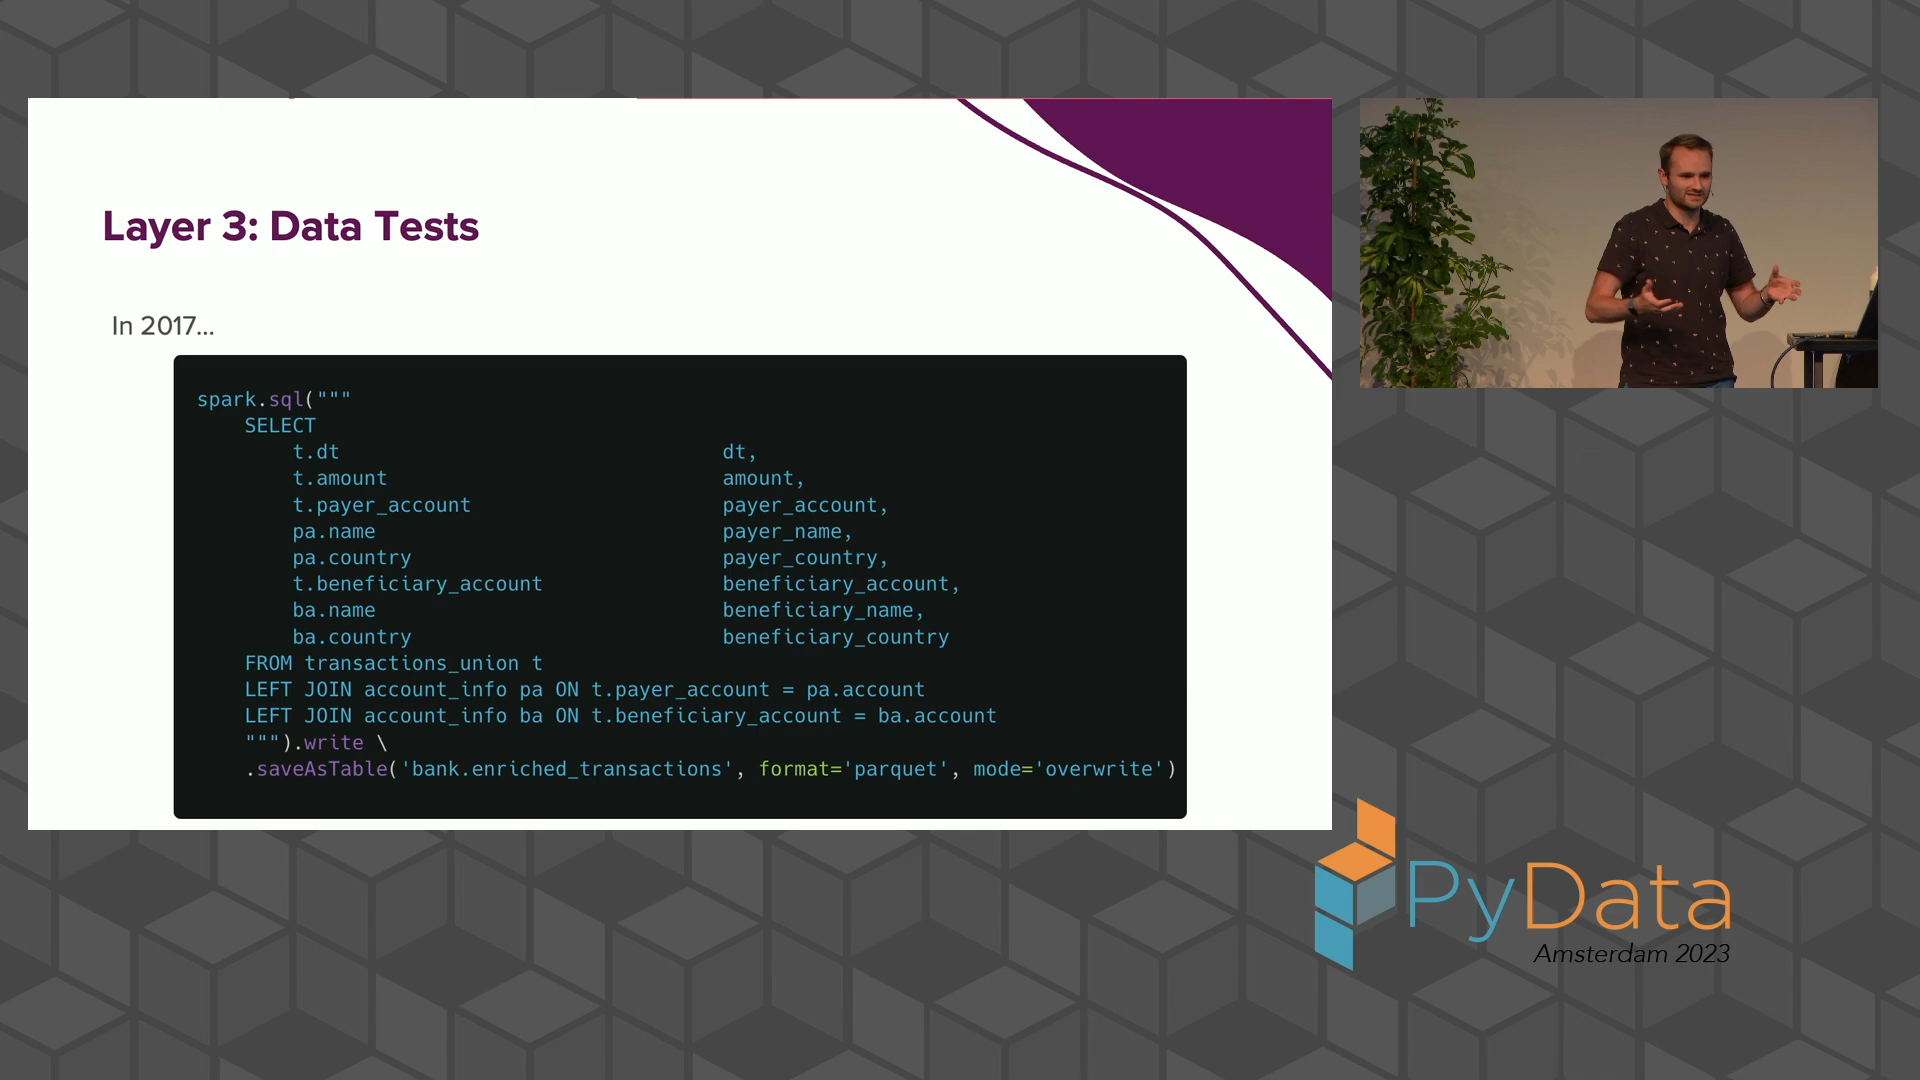 Layer 3: Data Tests
In 2017...
spark.sql("""
SELECT
t.dt dt,
t.amount amount,
t.payer_account payer_account,
pa.name payer_name,
pa.country payer_country,
t.beneficiary_account beneficiary_account,
ba.name beneficiary_name,
ba.country beneficiary_country
FROM transactions_union t
LEFT JOIN account_info pa ON t.payer_account = pa.account
LEFT JOIN account_info ba ON t.beneficiary_account = ba.account
""").write \
.saveAsTable('bank.enriched_transactions', format='parquet', mode='overwrite')
PyData
Amsterdam 2023